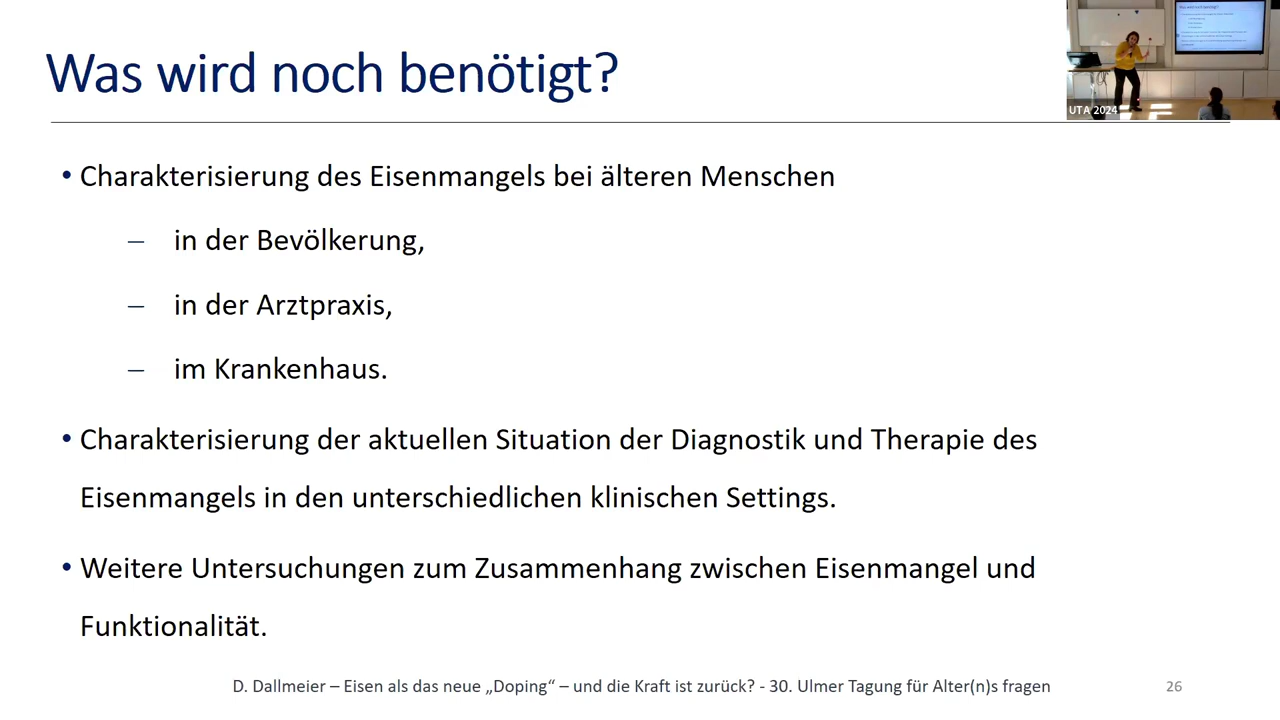 Was wird noch benötigt?
UTA 2024
• Charakterisierung des Eisenmangels bei älteren Menschen
– in der Bevölkerung,
– in der Arztpraxis,
– im Krankenhaus.
• Charakterisierung der aktuellen Situation der Diagnostik und Therapie des
Eisenmangels in den unterschiedlichen klinischen Settings.
• Weitere Untersuchungen zum Zusammenhang zwischen Eisenmangel und
Funktionalität.
D. Dallmeier – Eisen als das neue „Doping“ – und die Kraft ist zurück? - 30. Ulmer Tagung für Alter(n)s fragen
26